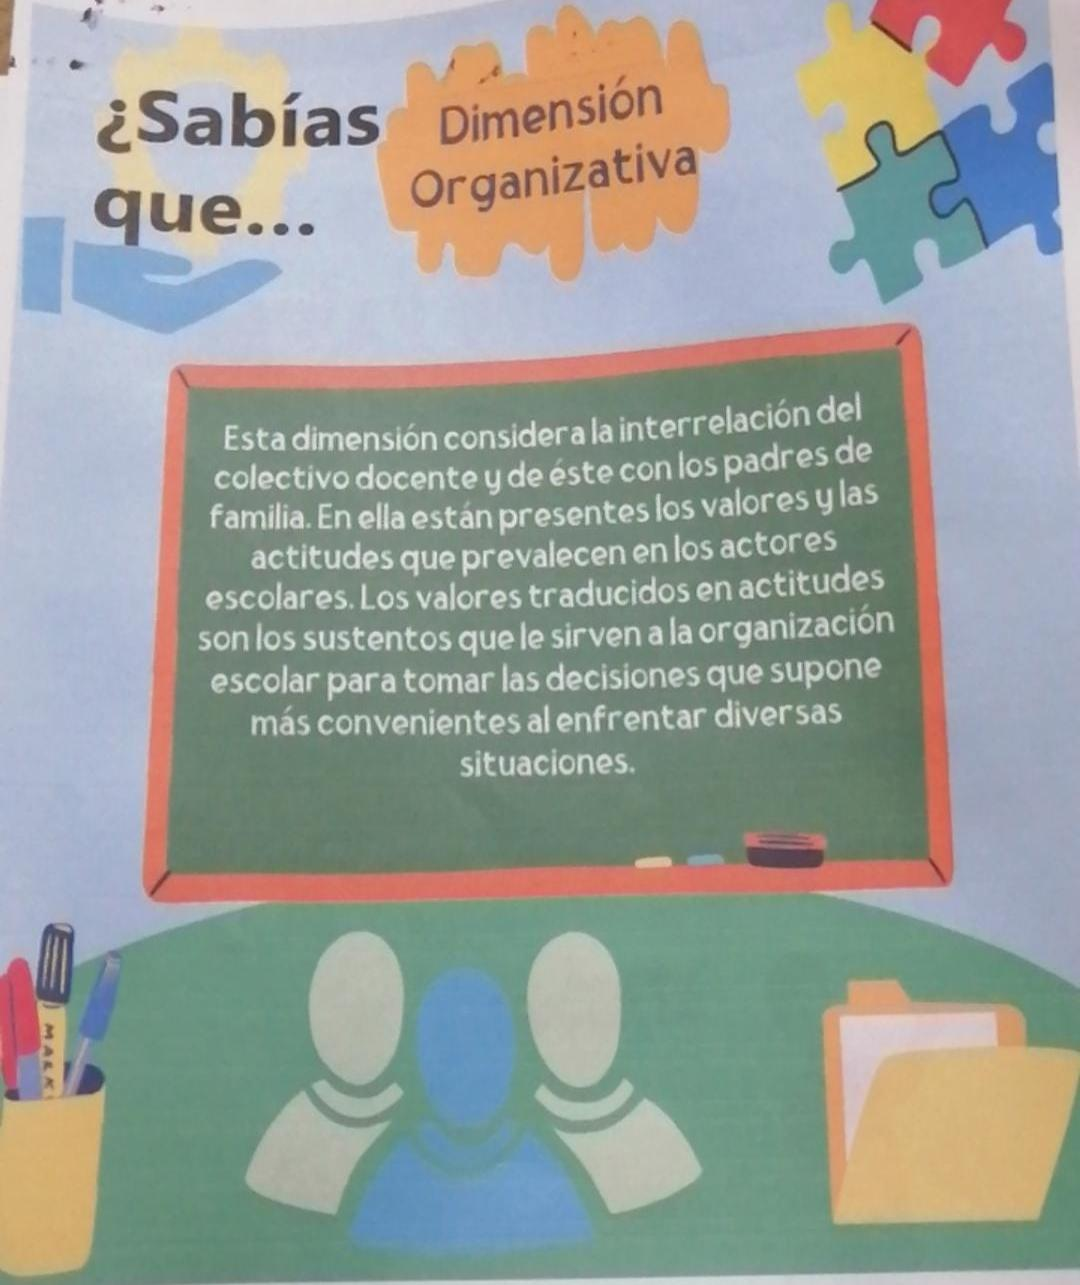 ¿Sabías
que...
Dimensión
Organizativa
Esta dimensión considera la interrelación del
colectivo docente y de éste con los padres de
familia. En ella están presentes los valores y las
actitudes que prevalecen en los actores
escolares. Los valores traducidos en actitudes
son los sustentos que le sirven a la organización
escolar para tomar las decisiones que supone
más convenientes al enfrentar diversas
situaciones.